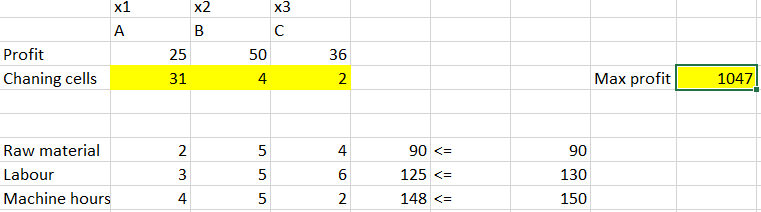 x1 x2 x3
A B C
Profit 25 50 36
Chaning cells 31 4 2 Max profit 1047
Raw material 2 5 4 90 <= 90
Labour 3 5 6 125 <= 130
Machine hours 4 5 2 148 <= 150